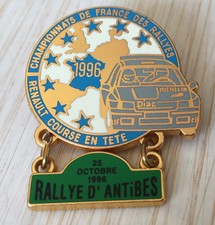 CHAMPIONNATS DE FRANCE DES RALLYES
1996
RENAULT COURSE EN TETE
MICHELIN
Diac
25
OCTOBRE
1996
RALLYE D'ANTIBES